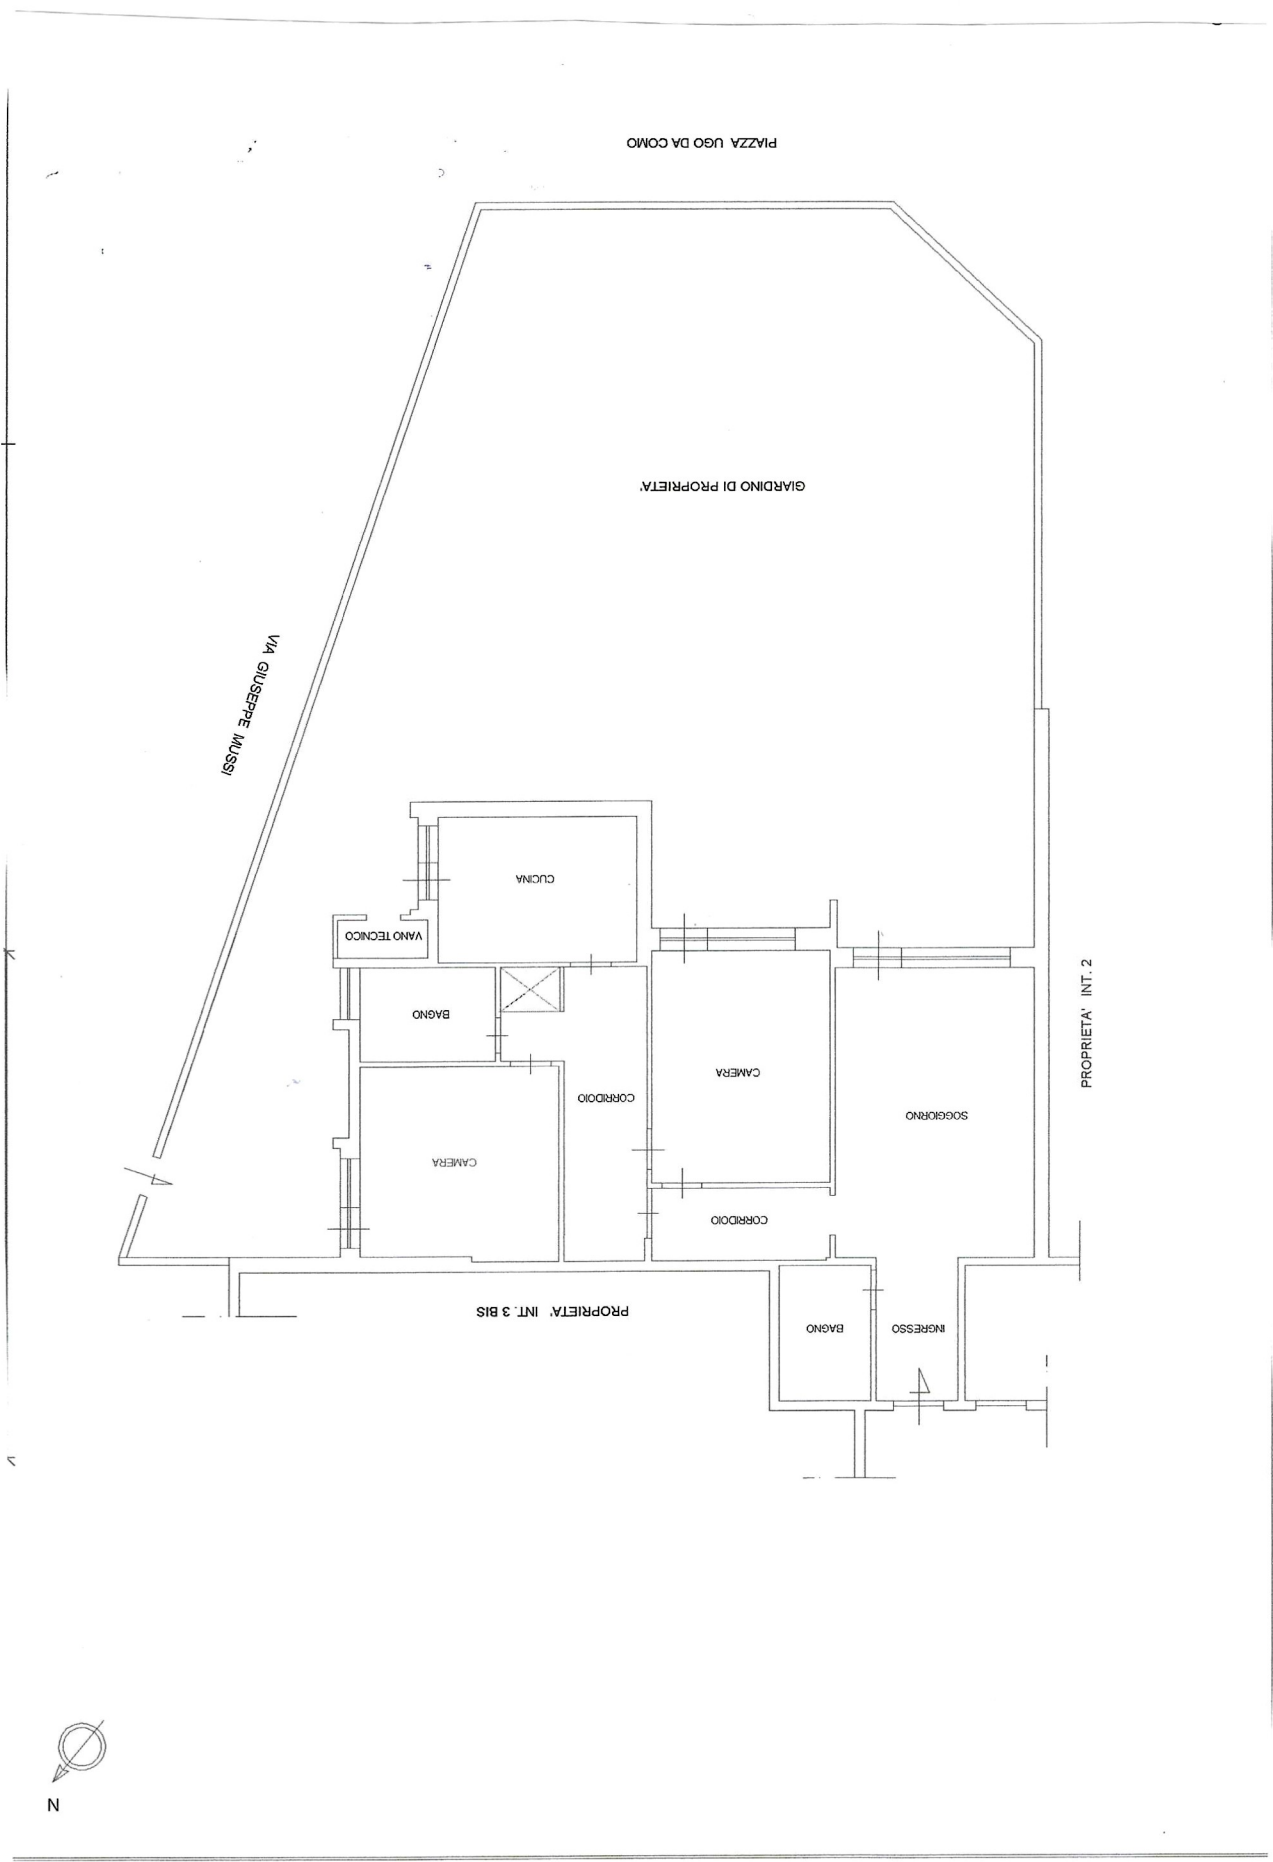 PIAZZA UGO DA COMO
GIARDINO DI PROPRIETA'
VIA GIUSEPPE MUSSI
CUCINA
VANO TECNICO
BAGNO
CAMERA
CORRIDOIO
CAMERA
SOGGIORNO
PROPRIETA' INT. 2
CORRIDOIO
PROPRIETA' INT. 3 BIS
BAGNO
INGRESSO
N